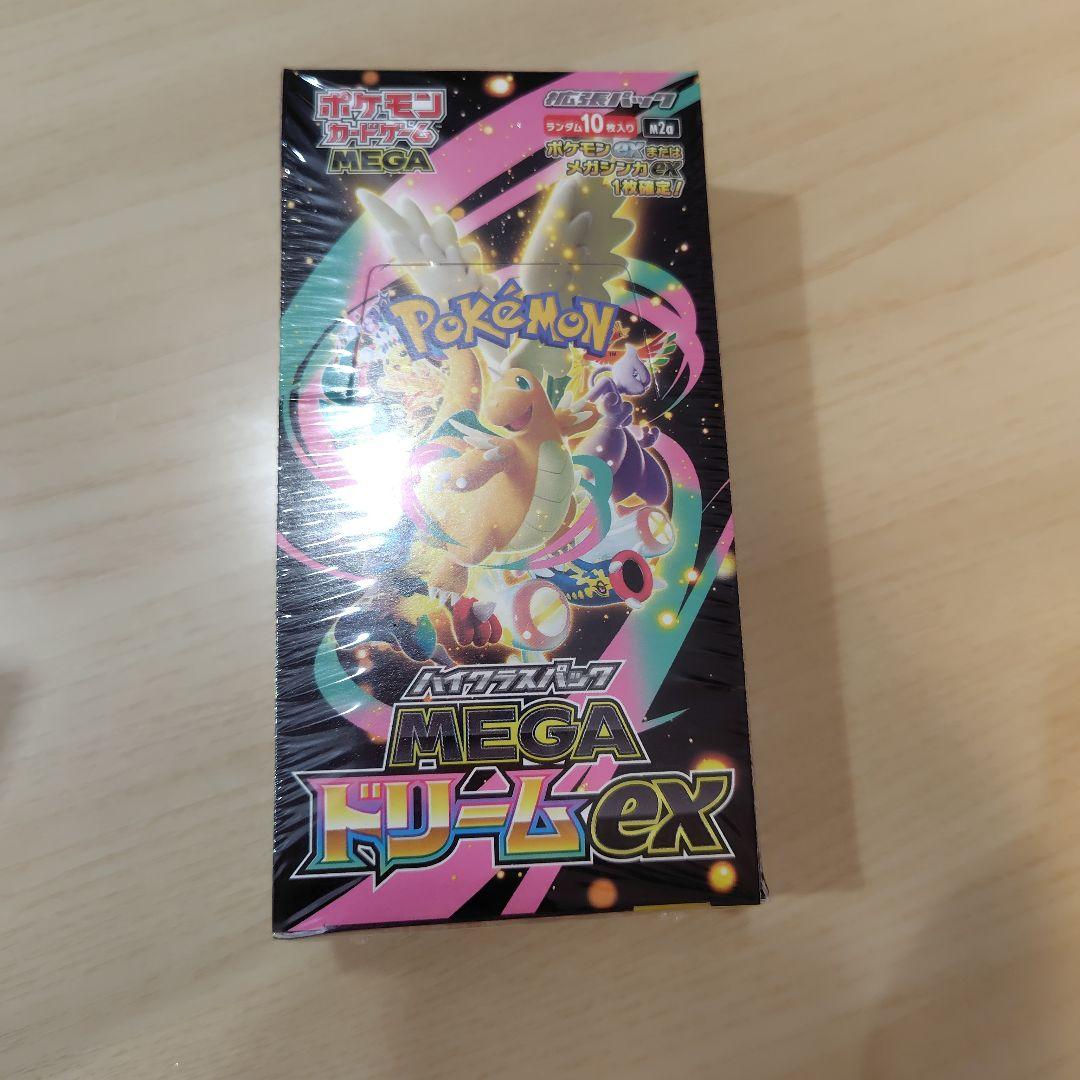 ポケモン
カードゲーム
MEGA
拡張パック
ランダム10枚入り M2a
ポケモンexまたは
メガシンカex
1枚確定！
POKéMON
TM
ハイクラスパック
MEGA
ドリームex